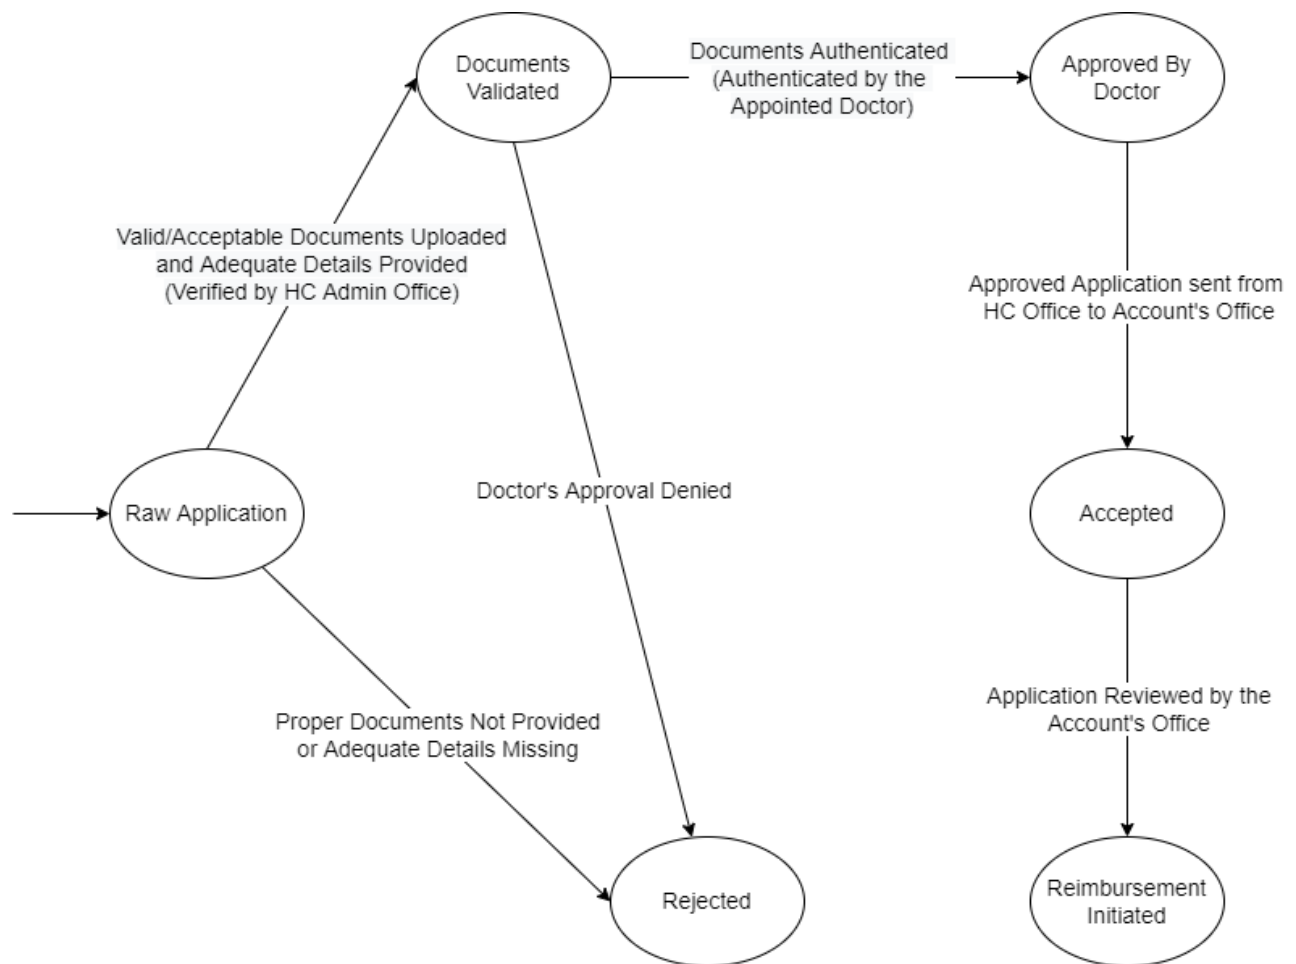 Documents
Validated
Documents Authenticated
(Authenticated by the
Appointed Doctor)
Approved By
Doctor
Valid/Acceptable Documents Uploaded
and Adequate Details Provided
(Verified by HC Admin Office)
Approved Application sent from
HC Office to Account's Office
Doctor's Approval Denied
Raw Application
Accepted
Proper Documents Not Provided
or Adequate Details Missing
Application Reviewed by the
Account's Office
Rejected
Reimbursement
Initiated